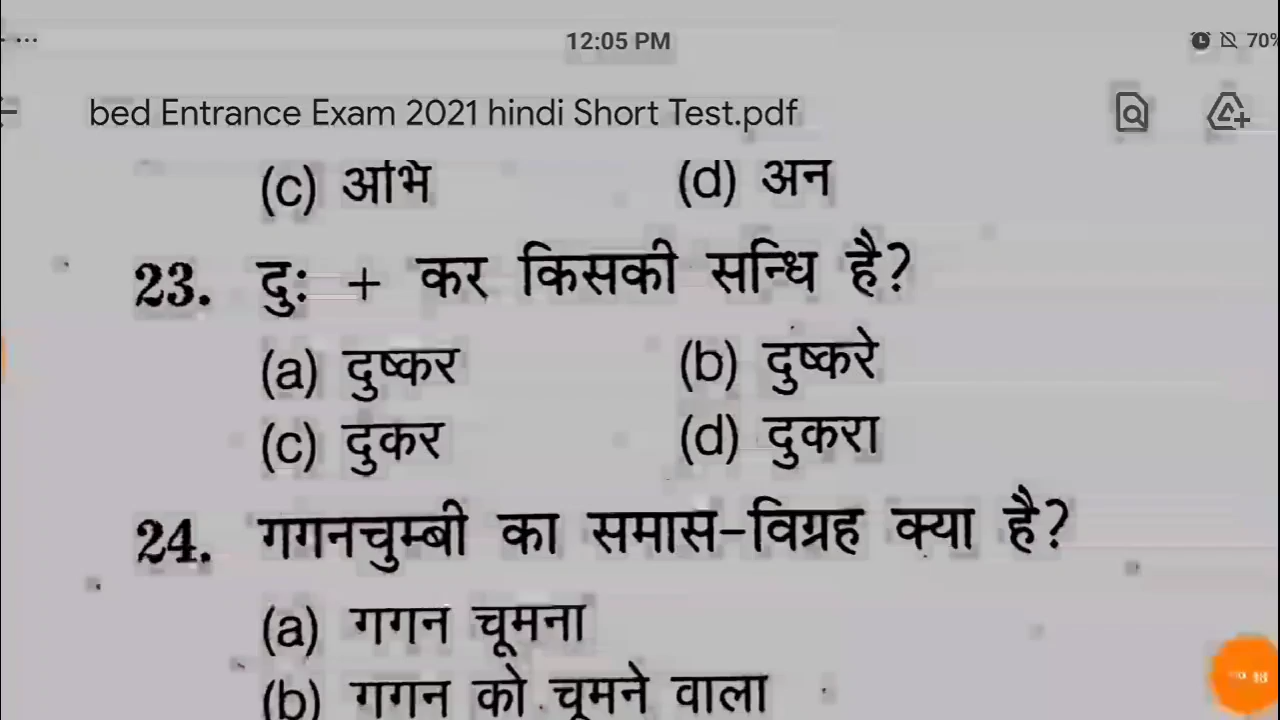 12:05 PM
70%
bed Entrance Exam 2021 hindi Short Test.pdf
(c) अभि (d) अन
23. दुः + कर किसकी सन्धि है?
(a) दुष्कर (b) दुष्करे
(c) दुकर (d) दुकरा
24. गगनचुम्बी का समास-विग्रह क्या है?
(a) गगन चूमना
(b) गगन को चूमने वाला